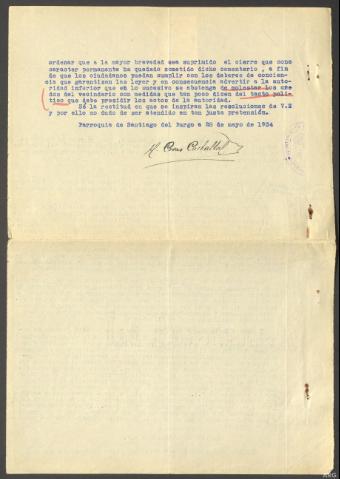 ordenar que a la mayor brevedad sea suprimido el cierre que como
caracter permanente ha quedado sometido dicho cementerio, a fin
de que los ciudadanos puedan cumplir con los deberes de concien-
cia que garantizan las leyes y en consecuencia advertir a la auto-
ridad inferior que en lo sucesivo se abstenga de molestar los
dos del vecindario con medidas que tan poco dicen del tacto polí-
tico que debe presidir los actos de la autoridad.
Sé la rectitud en que se inspiran las resoluciones de V.E
y por ello no dudo de ser atendido en tan justa pretensión.
Parroquia de Santiago del Burgo a 28 de mayo de 1934